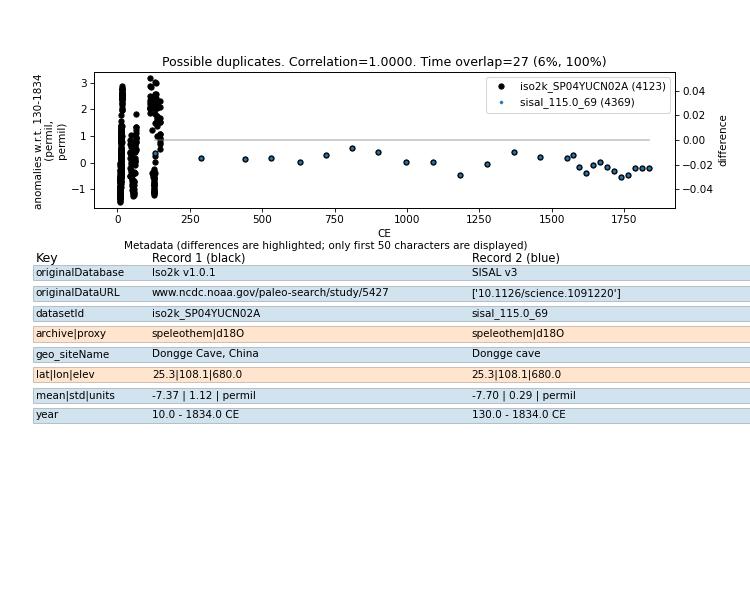 Possible duplicates. Correlation=1.0000. Time overlap=27 (6%, 100%)
anomalies w.r.t. 130-1834
(permil,
permil)
3
2
1
0
−1
iso2k_SP04YUCN02A (4123)
sisal_115.0_69 (4369)
0.04
0.02
0.00
−0.02
−0.04
difference
0
250
500
750
1000
1250
1500
1750
CE
Metadata (differences are highlighted; only first 50 characters are displayed)
Key Record 1 (black) Record 2 (blue)
originalDatabase Iso2k v1.0.1 SISAL v3
originalDataURL www.ncdc.noaa.gov/paleo-search/study/5427 ['10.1126/science.1091220']
datasetId iso2k_SP04YUCN02A sisal_115.0_69
archive|proxy speleothem|d18O speleothem|d18O
geo_siteName Dongge Cave, China Dongge cave
lat|lon|elev 25.3|108.1|680.0 25.3|108.1|680.0
mean|std|units -7.37 | 1.12 | permil -7.70 | 0.29 | permil
year 10.0 - 1834.0 CE 130.0 - 1834.0 CE